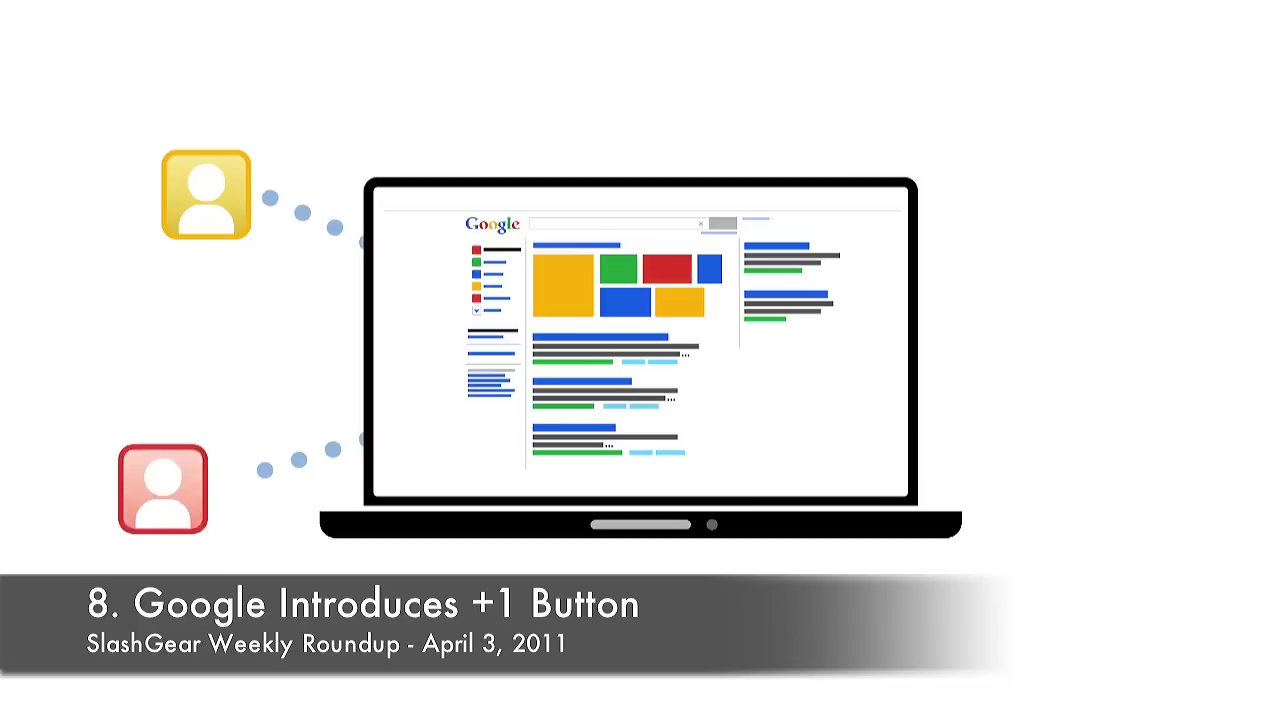 Google
8. Google Introduces +1 Button
SlashGear Weekly Roundup - April 3, 2011